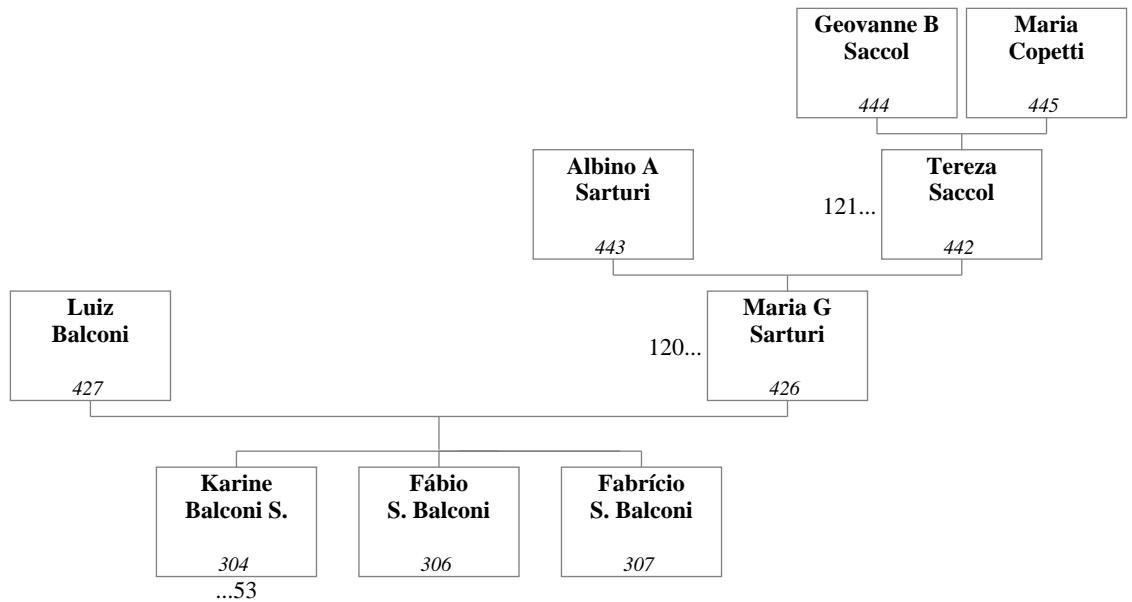 Geovanne B
Saccol
444
Maria
Copetti
445
Albino A
Sarturi
443
121...
Tereza
Saccol
442
Luiz
Balconi
427
120...
Maria G
Sarturi
426
Karine
Balconi S.
304
...53
Fábio
S. Balconi
306
Fabrício
S. Balconi
307